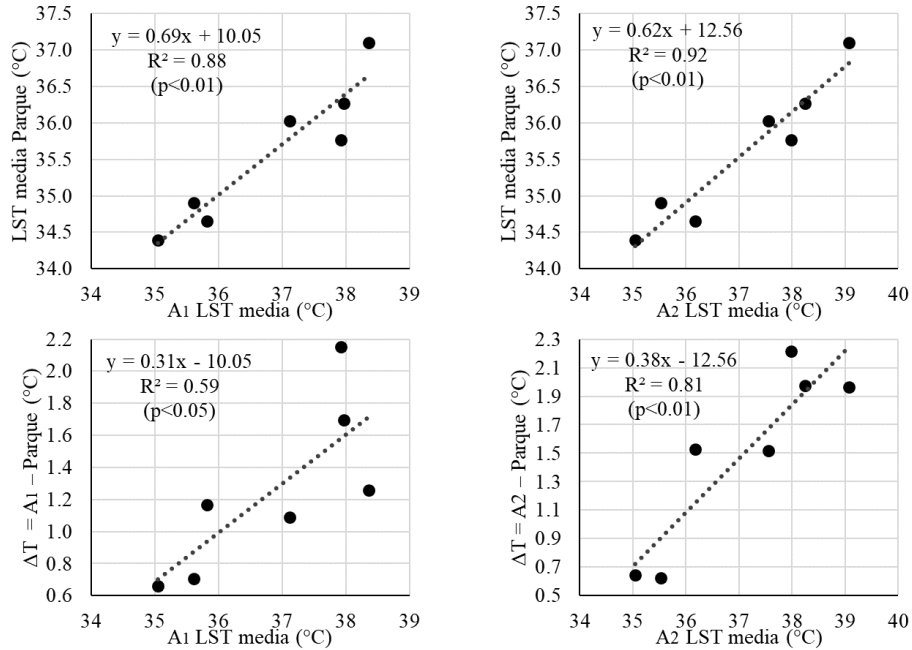 37.5
37.0
36.5
36.0
35.5
35.0
34.5
34.0
LST media Parque (°C)
y = 0.69x + 10.05
R² = 0.88
(p<0.01)
34 35 36 37 38 39
A1 LST media (°C)
37.5
37.0
36.5
36.0
35.5
35.0
34.5
34.0
LST media Parque (°C)
y = 0.62x + 12.56
R² = 0.92
(p<0.01)
34 35 36 37 38 39 40
A2 LST media (°C)
2.2
2.0
1.8
1.6
1.4
1.2
1.0
0.8
0.6
ΔT = A1 – Parque (°C)
y = 0.31x - 10.05
R² = 0.59
(p<0.05)
34 35 36 37 38 39
A1 LST media (°C)
2.3
2.1
1.9
1.7
1.5
1.3
1.1
0.9
0.7
0.5
ΔT = A2 – Parque (°C)
y = 0.38x - 12.56
R² = 0.81
(p<0.01)
34 35 36 37 38 39 40
A2 LST media (°C)